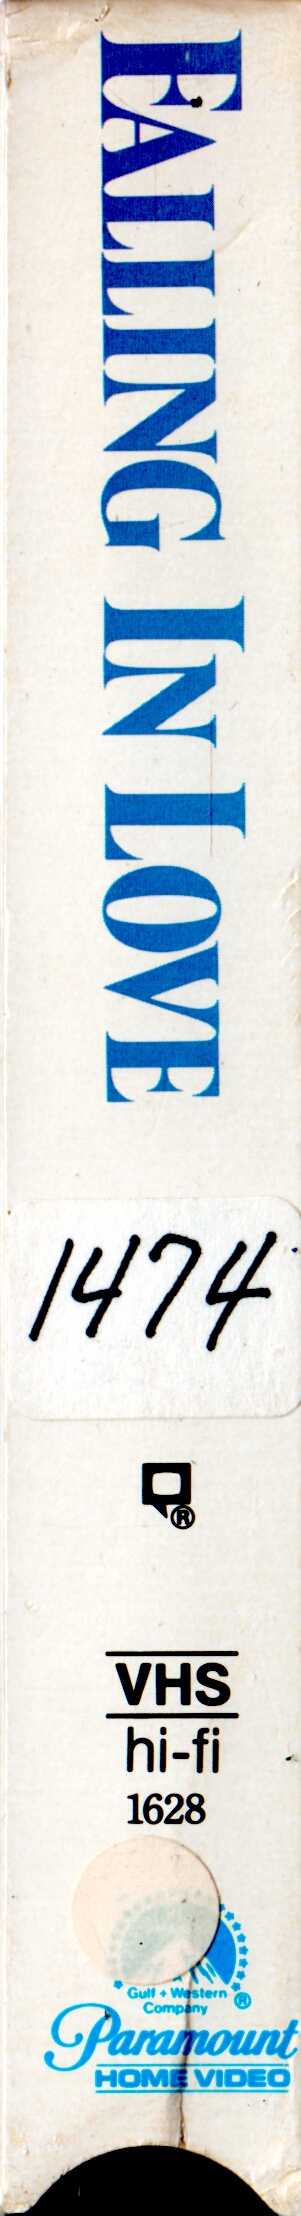 FALLING IN LOVE
1474
®
VHS
hi-fi
1628
A
Gulf + Western
Company
®
Paramount
HOME VIDEO